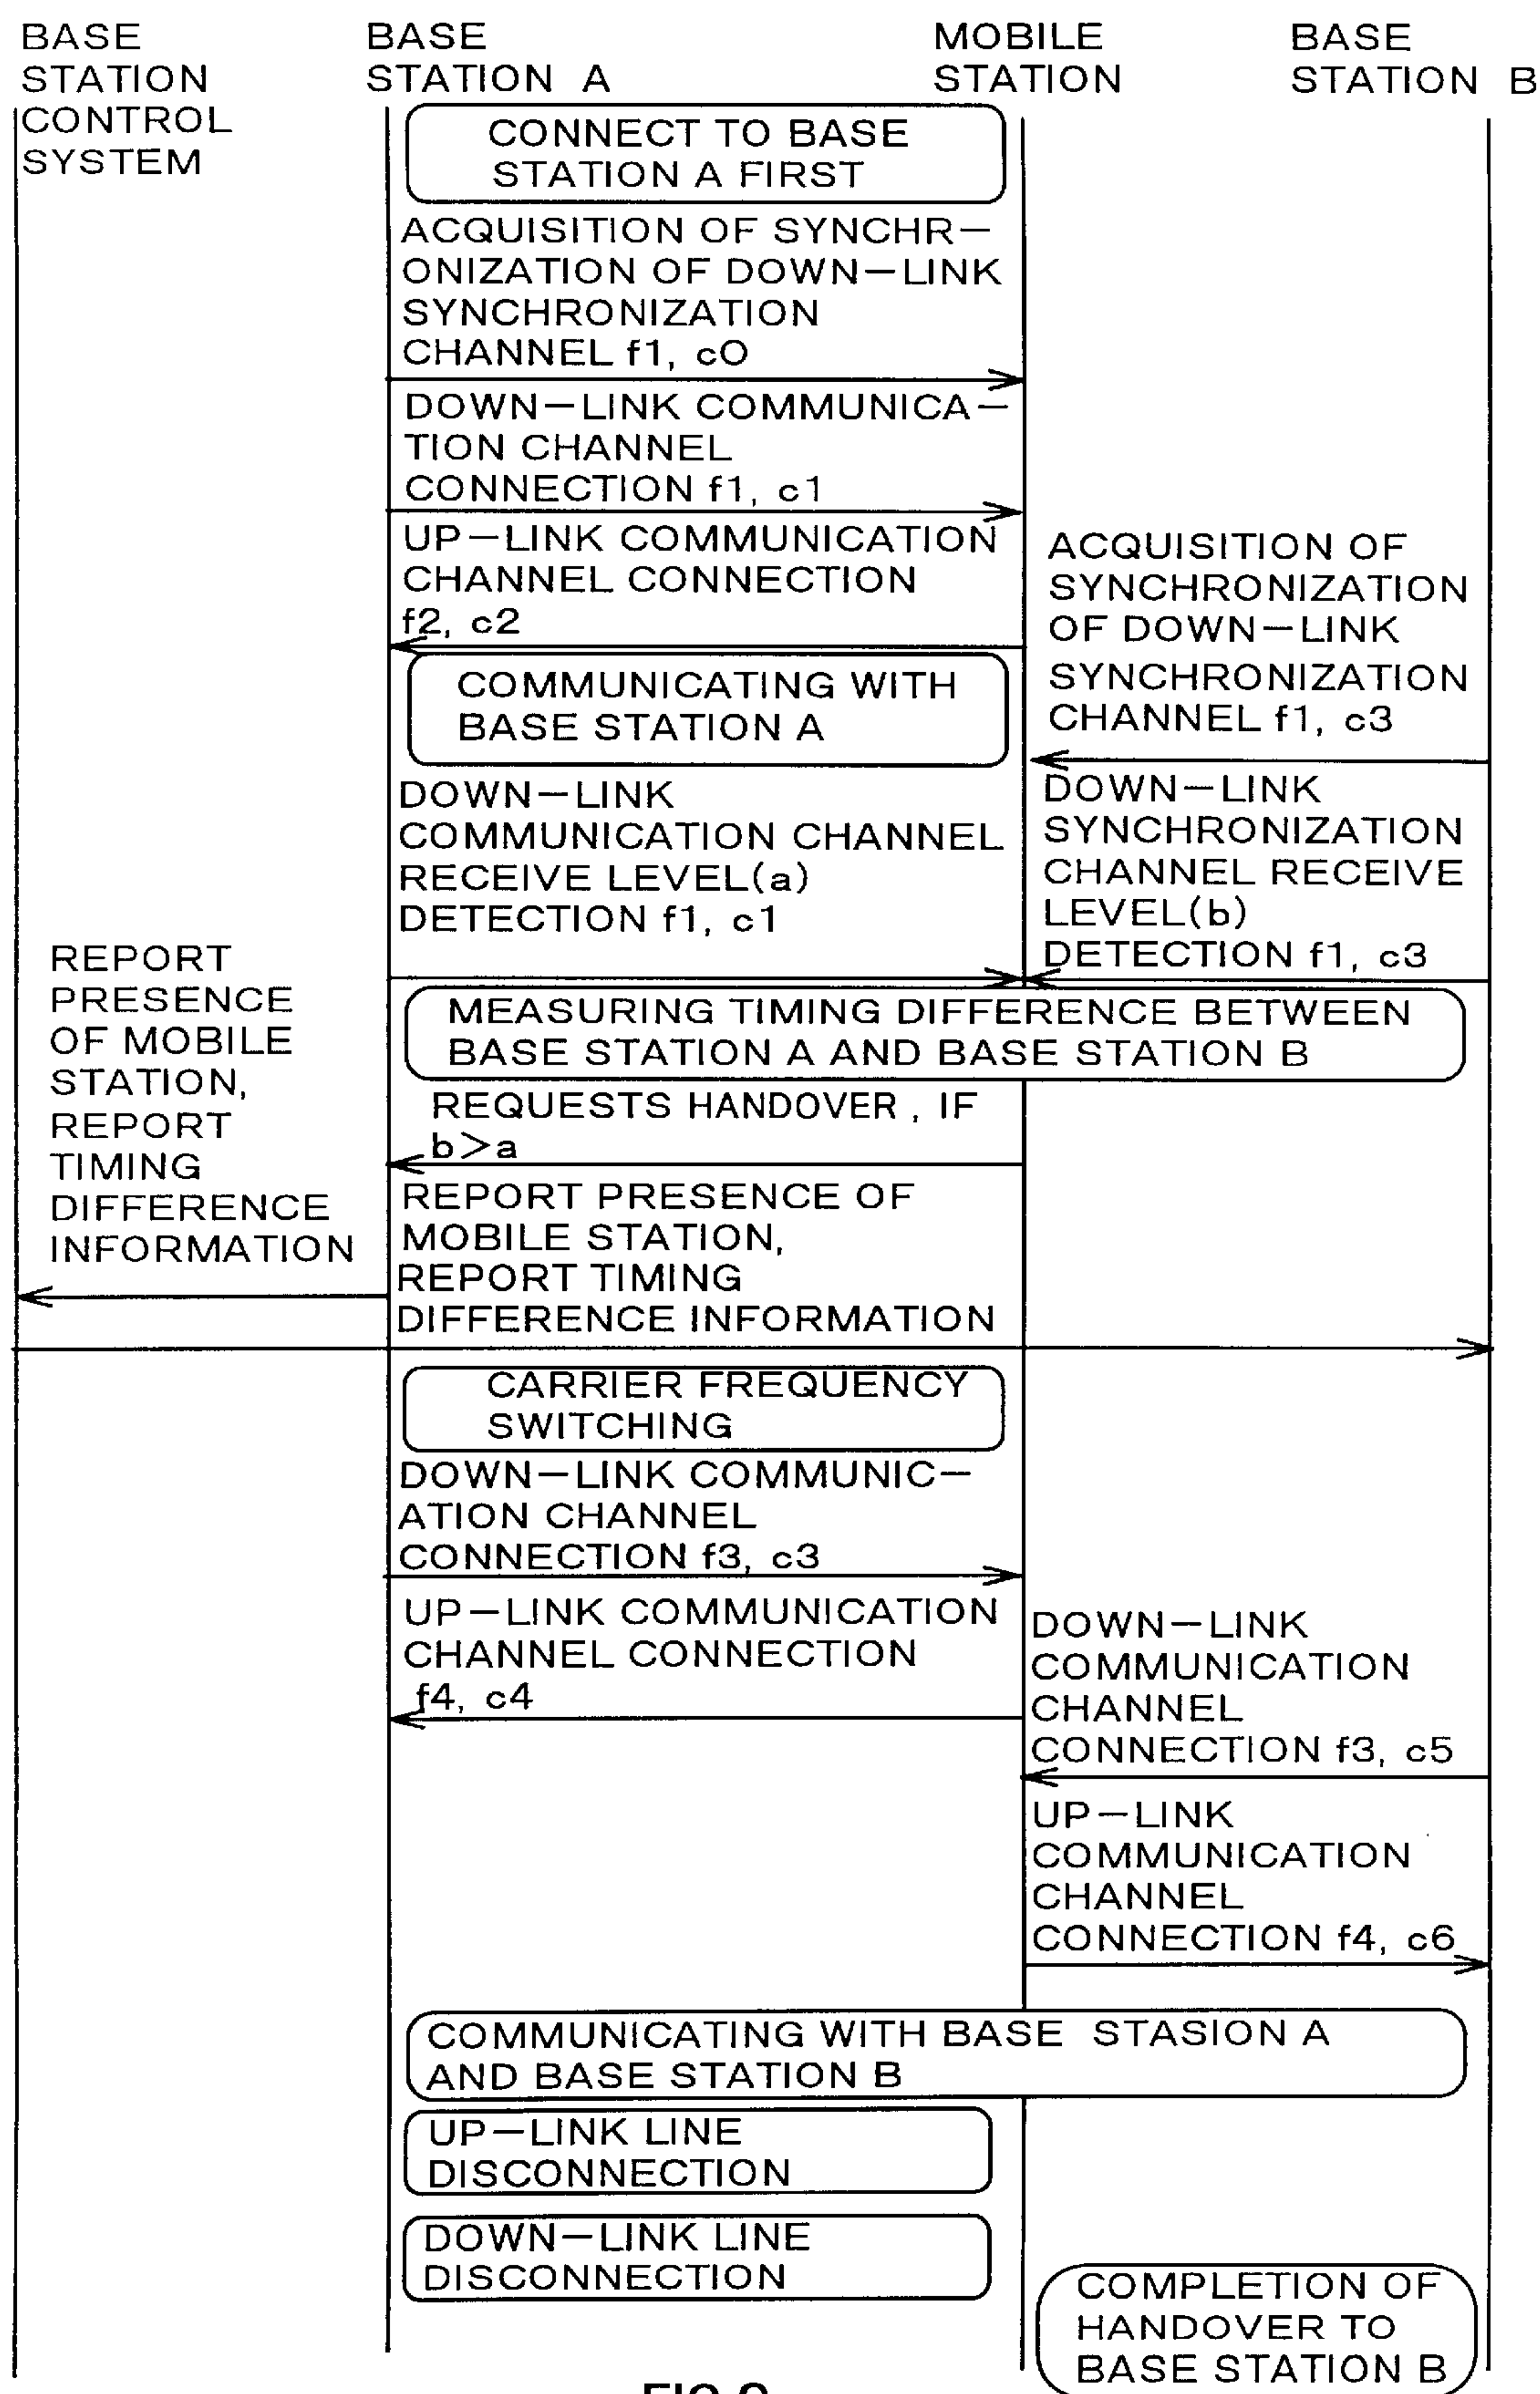 BASE
STATION
CONTROL
SYSTEM
BASE
STATION A
MOBILE
STATION
BASE
STATION B
CONNECT TO BASE
STATION A FIRST
ACQUISITION OF SYNCHR-
ONIZATION OF DOWN-LINK
SYNCHRONIZATION
CHANNEL f1, c0
DOWN-LINK COMMUNICA-
TION CHANNEL
CONNECTION f1, c1
UP-LINK COMMUNICATION
CHANNEL CONNECTION
f2, c2
ACQUISITION OF
SYNCHRONIZATION
OF DOWN-LINK
SYNCHRONIZATION
CHANNEL f1, c3
COMMUNICATING WITH
BASE STATION A
DOWN-LINK
COMMUNICATION CHANNEL
RECEIVE LEVEL(a)
DETECTION f1, c1
DOWN-LINK
SYNCHRONIZATION
CHANNEL RECEIVE
LEVEL(b)
DETECTION f1, c3
MEASURING TIMING DIFFERENCE BETWEEN
BASE STATION A AND BASE STATION B
REQUESTS HANDOVER, IF
b>a
REPORT
PRESENCE
OF MOBILE
STATION,
REPORT
TIMING
DIFFERENCE
INFORMATION
REPORT PRESENCE OF
MOBILE STATION,
REPORT TIMING
DIFFERENCE INFORMATION
CARRIER FREQUENCY
SWITCHING
DOWN-LINK COMMUNIC-
ATION CHANNEL
CONNECTION f3, c3
UP-LINK COMMUNICATION
CHANNEL CONNECTION
f4, c4
DOWN-LINK
COMMUNICATION
CHANNEL
CONNECTION f3, c5
UP-LINK
COMMUNICATION
CHANNEL
CONNECTION f4, c6
COMMUNICATING WITH BASE STASION A
AND BASE STATION B
UP-LINK LINE
DISCONNECTION
DOWN-LINK LINE
DISCONNECTION
COMPLETION OF
HANDOVER TO
BASE STATION B